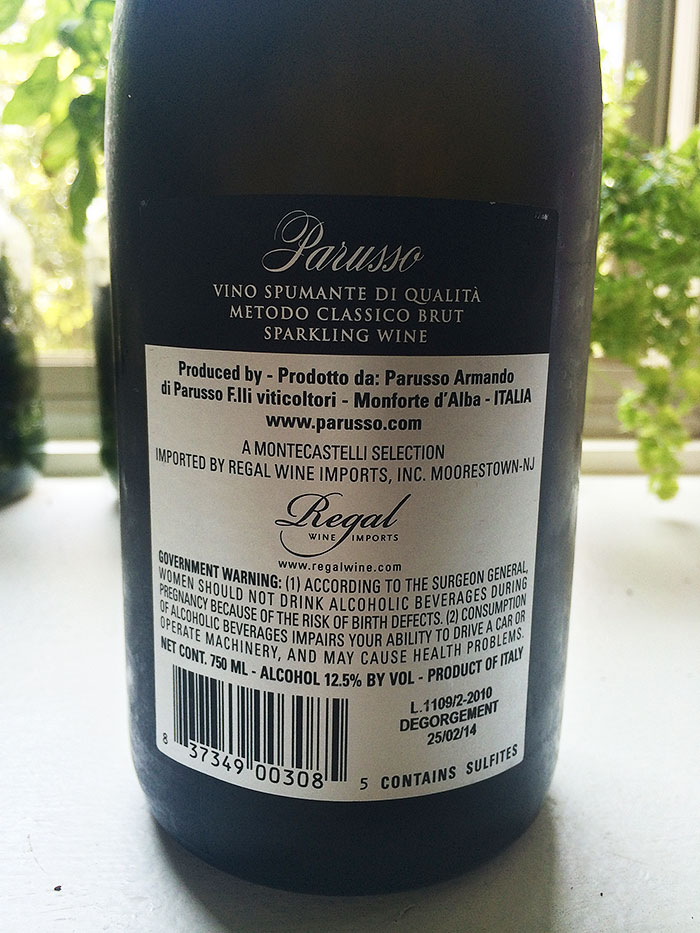 Parusso
VINO SPUMANTE DI QUALITÀ
METODO CLASSICO BRUT
SPARKLING WINE
Produced by - Prodotto da: Parusso Armando
di Parusso F.lli viticoltori - Monforte d'Alba - ITALIA
www.parusso.com
A MONTECASTELLI SELECTION
IMPORTED BY REGAL WINE IMPORTS, INC. MOORESTOWN-NJ
Regal
WINE IMPORTS
www.regalwine.com
GOVERNMENT WARNING: (1) ACCORDING TO THE SURGEON GENERAL,
WOMEN SHOULD NOT DRINK ALCOHOLIC BEVERAGES DURING
PREGNANCY BECAUSE OF THE RISK OF BIRTH DEFECTS. (2) CONSUMPTION
OF ALCOHOLIC BEVERAGES IMPAIRS YOUR ABILITY TO DRIVE A CAR OR
OPERATE MACHINERY, AND MAY CAUSE HEALTH PROBLEMS.
NET CONT. 750 ML - ALCOHOL 12.5% BY VOL - PRODUCT OF ITALY
L.1109/2-2010
DEGORGEMENT
25/02/14
8 37349 00308 5
CONTAINS SULFITES